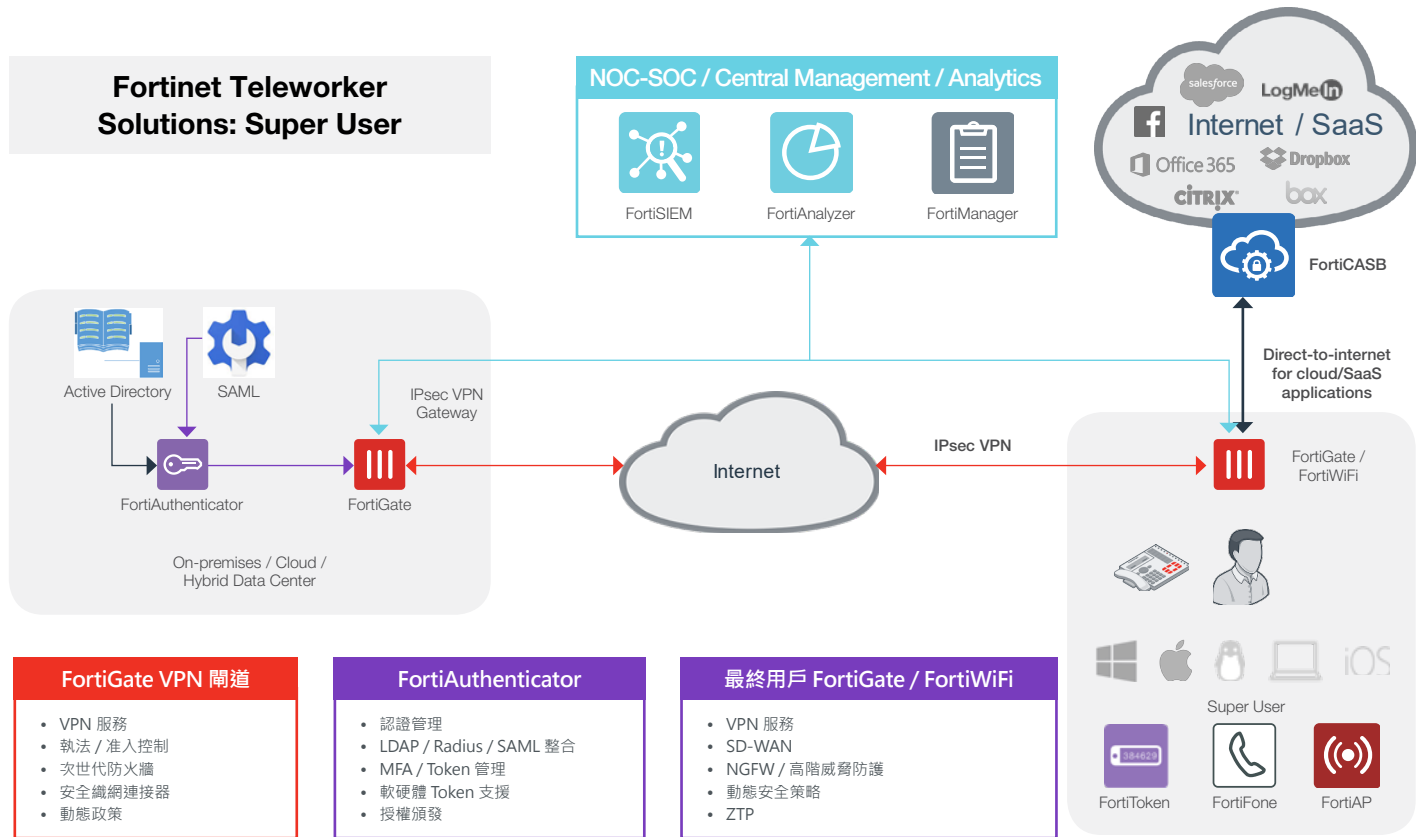 Fortinet Teleworker
Solutions: Super User
NOC-SOC / Central Management / Analytics
FortiSIEM
FortiAnalyzer
FortiManager
salesforce
LogMeIn
Internet / SaaS
Office 365
Dropbox
CITRIX
box
FortiCASB
Direct-to-internet
for cloud/SaaS
applications
Active Directory
SAML
IPsec VPN
Gateway
FortiAuthenticator
FortiGate
On-premises / Cloud /
Hybrid Data Center
Internet
IPsec VPN
FortiGate /
FortiWiFi
iOS
Super User
384629
FortiToken
FortiFone
FortiAP
FortiGate VPN 閘道
• VPN 服務
• 執法 / 准入控制
• 次世代防火牆
• 安全織網連接器
• 動態政策
FortiAuthenticator
• 認證管理
• LDAP / Radius / SAML 整合
• MFA / Token 管理
• 軟硬體 Token 支援
• 授權頒發
最終用戶 FortiGate / FortiWiFi
• VPN 服務
• SD-WAN
• NGFW / 高階威脅防護
• 動態安全策略
• ZTP